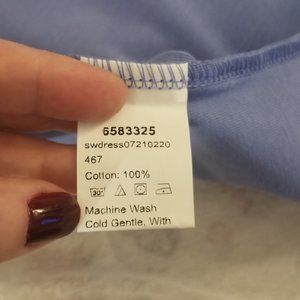 6583325
swdress07210220
467
Cotton: 100%
30°
Machine Wash
Cold Gentle, With